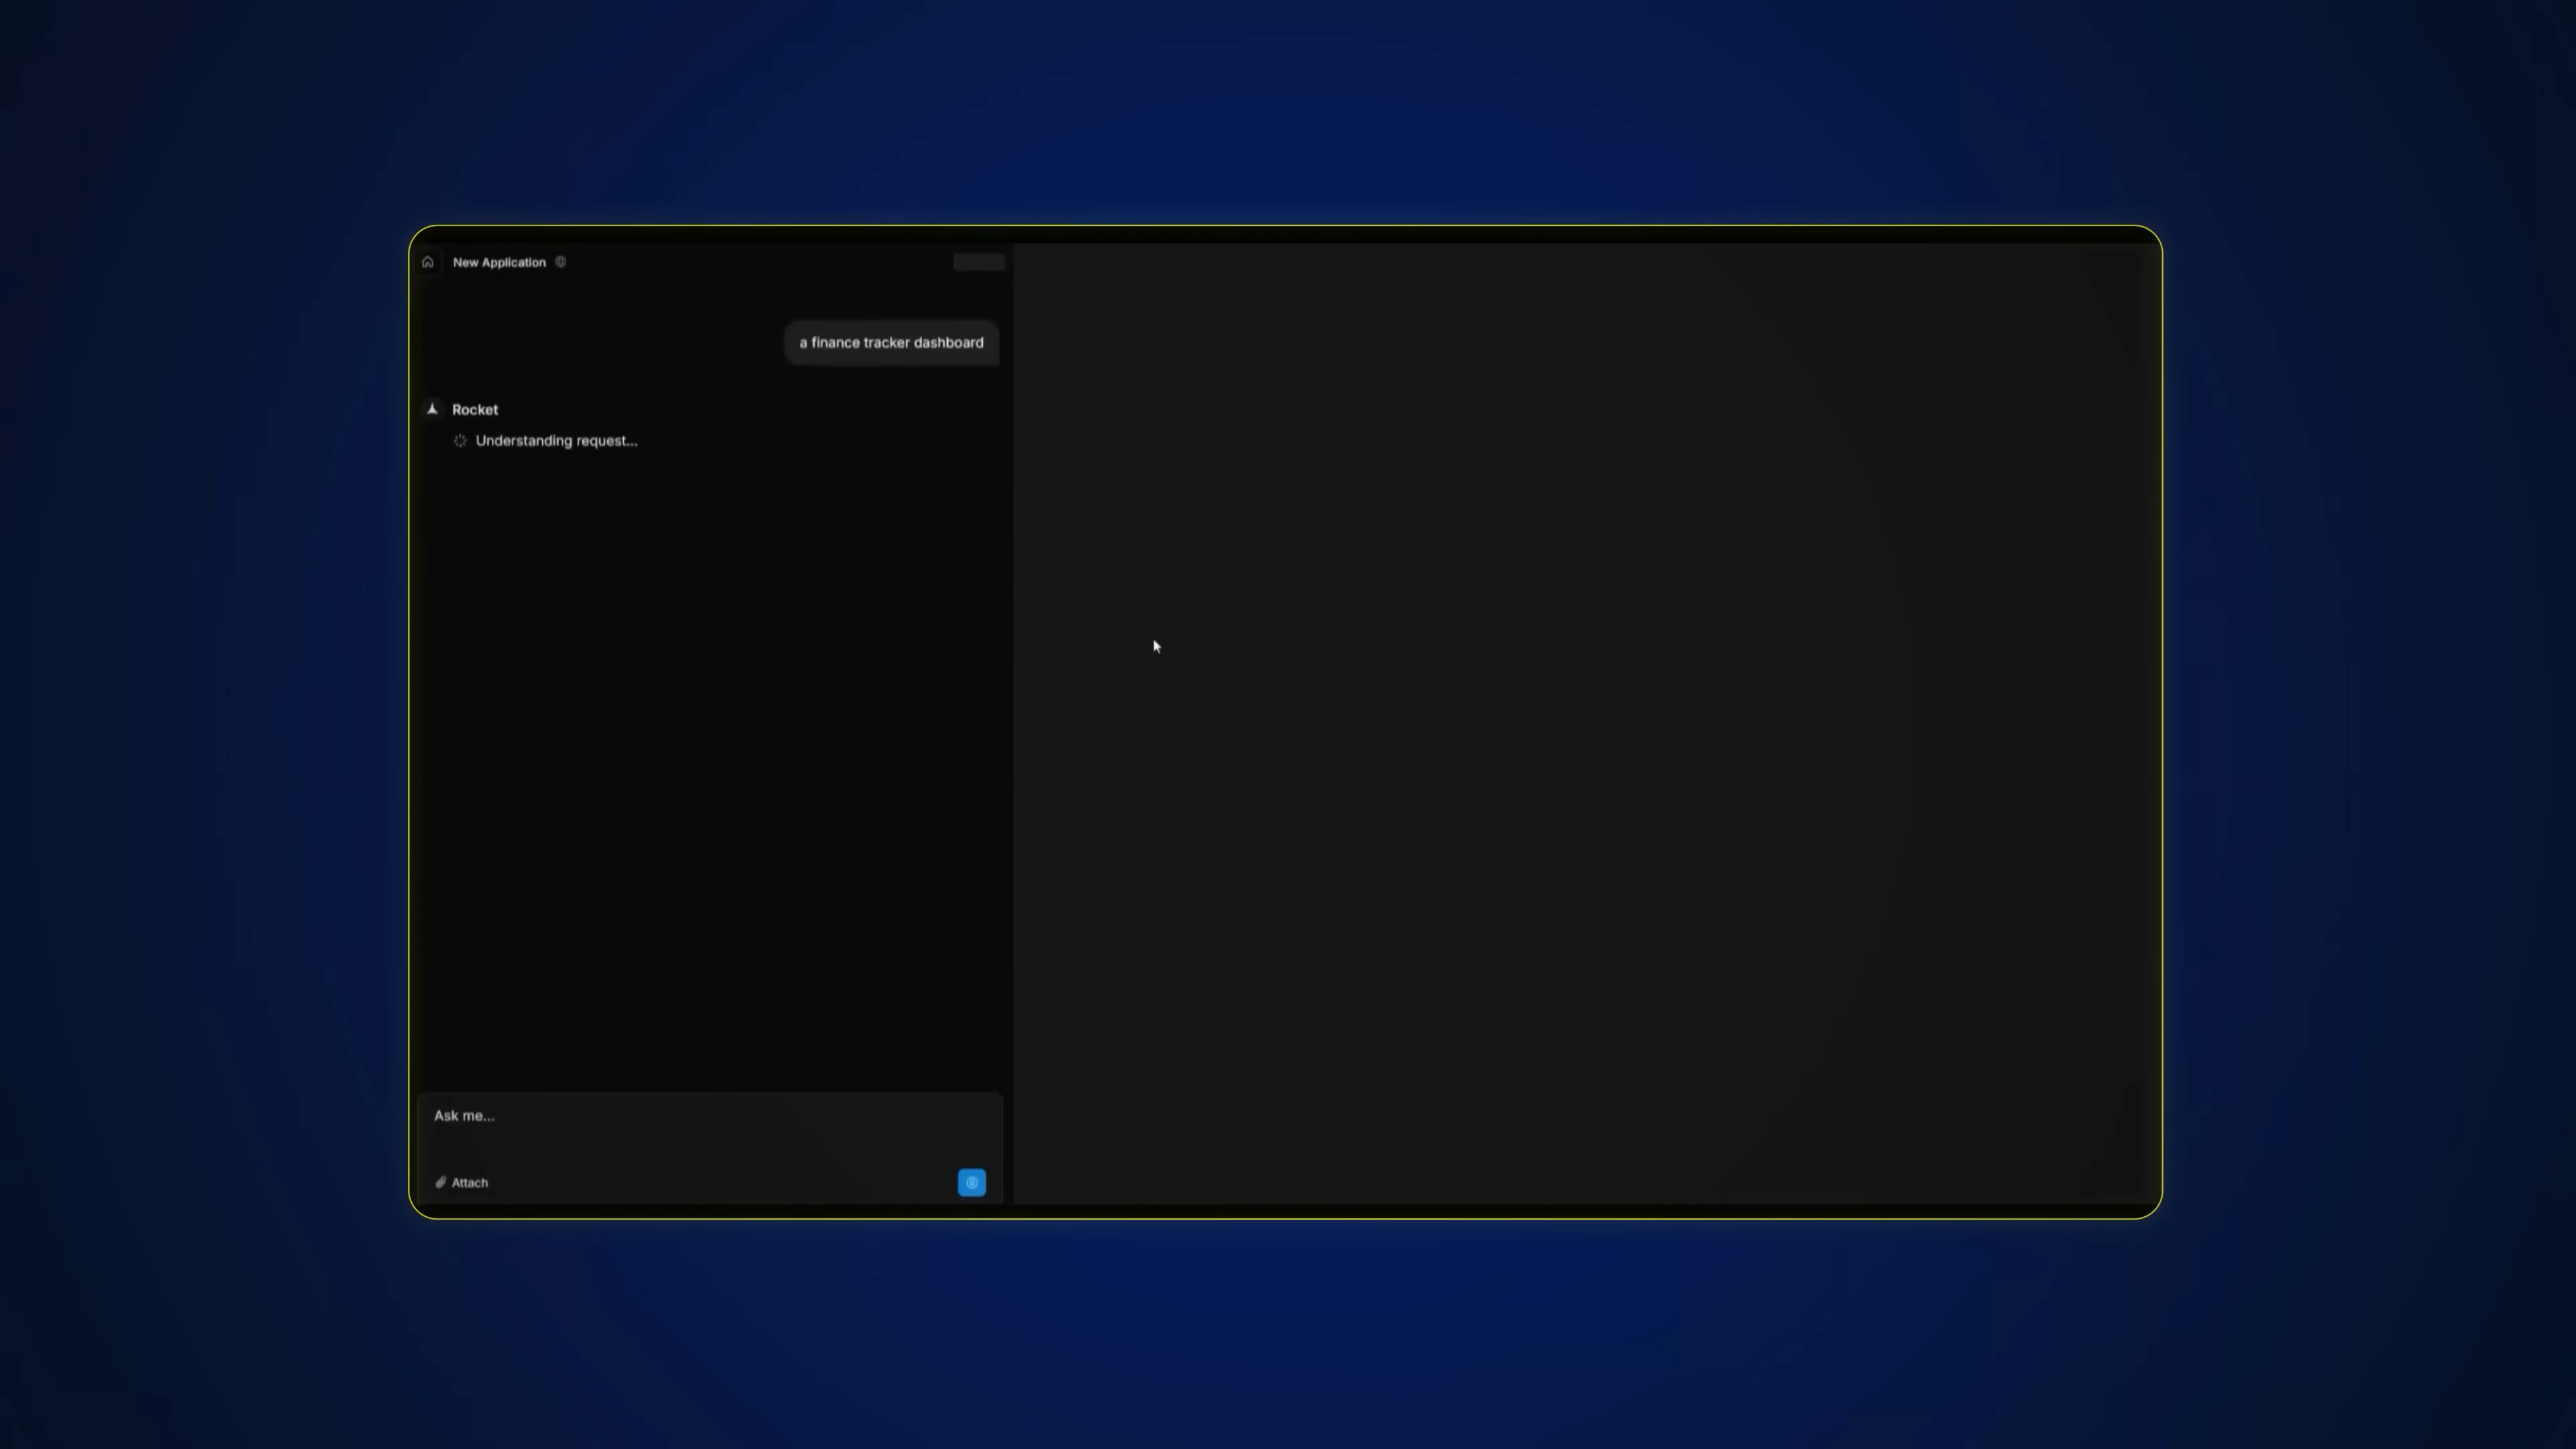 New Application
a finance tracker dashboard
Rocket
Understanding request...
Ask me...
Attach